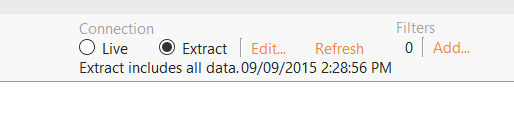 Connection Filters
Live Extract Edit... Refresh 0 Add...
Extract includes all data. 09/09/2015 2:28:56 PM